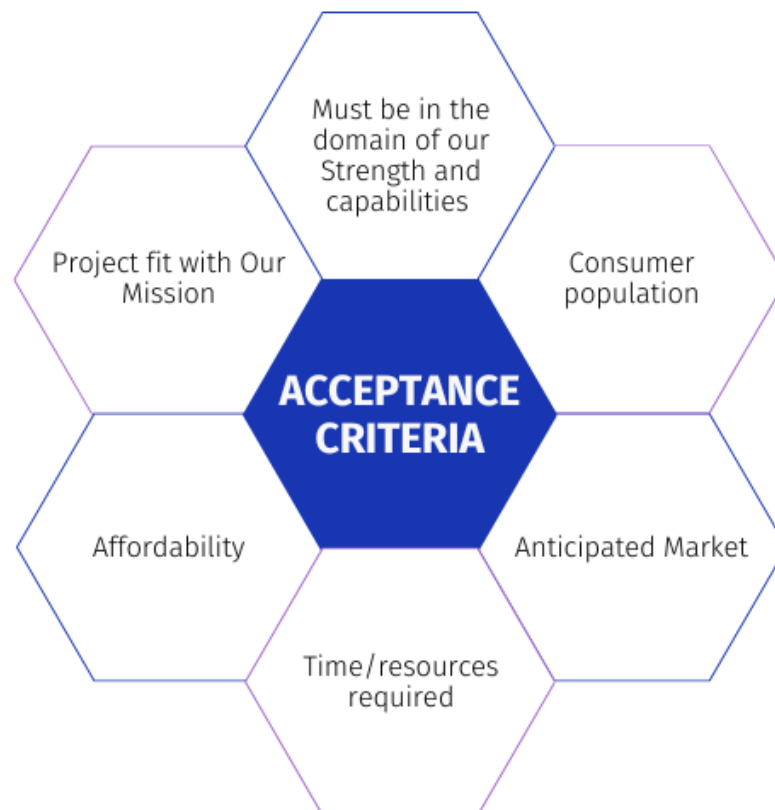 Must be in the
domain of our
Strength and
capabilities
Project fit with Our
Mission
Consumer
population
ACCEPTANCE
CRITERIA
Affordability
Anticipated Market
Time/resources
required